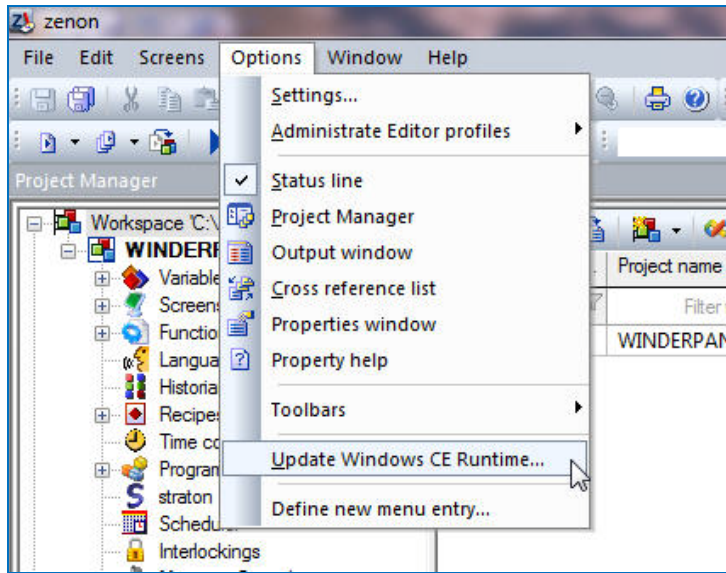 zenon
File Edit Screens Options Window Help
Settings...
Administrate Editor profiles
Project Manager
Status line
Workspace 'C:\
Project Manager
WINDERP
Output window
Variable
Cross reference list
Screens
Properties window
Functio
Property help
Langua
Historia
Toolbars
Recipes
Time co
Update Windows CE Runtime...
Program
straton
Define new menu entry...
Schedul
Interlockings
Project name
Filter
WINDERPAN